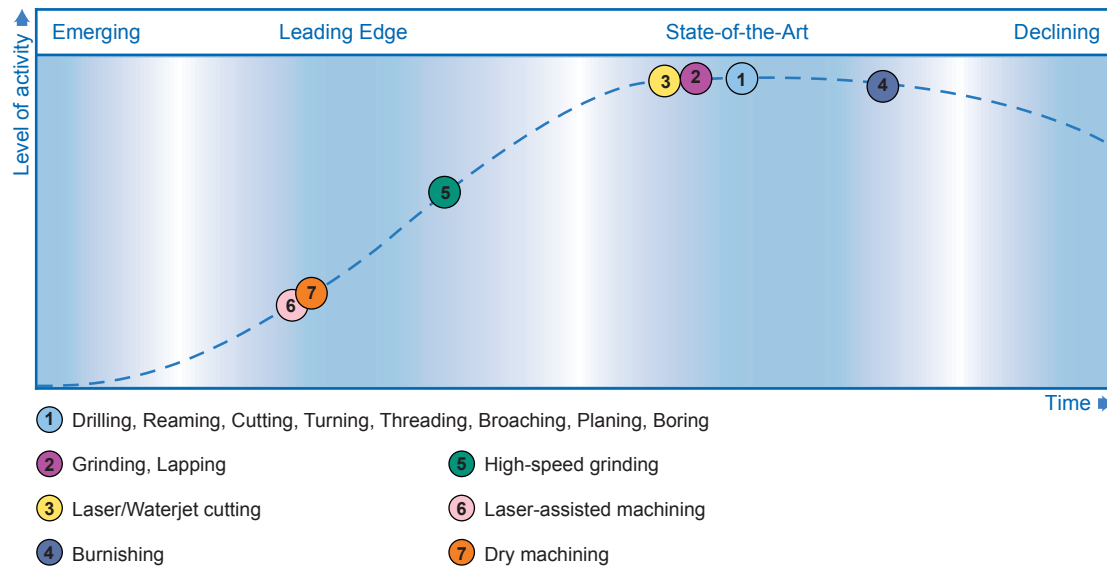 Emerging Leading Edge State-of-the-Art Declining
Level of activity
3 2 1 4
5
6 7
Time
1 Drilling, Reaming, Cutting, Turning, Threading, Broaching, Planing, Boring
2 Grinding, Lapping
5 High-speed grinding
3 Laser/Waterjet cutting
6 Laser-assisted machining
4 Burnishing
7 Dry machining